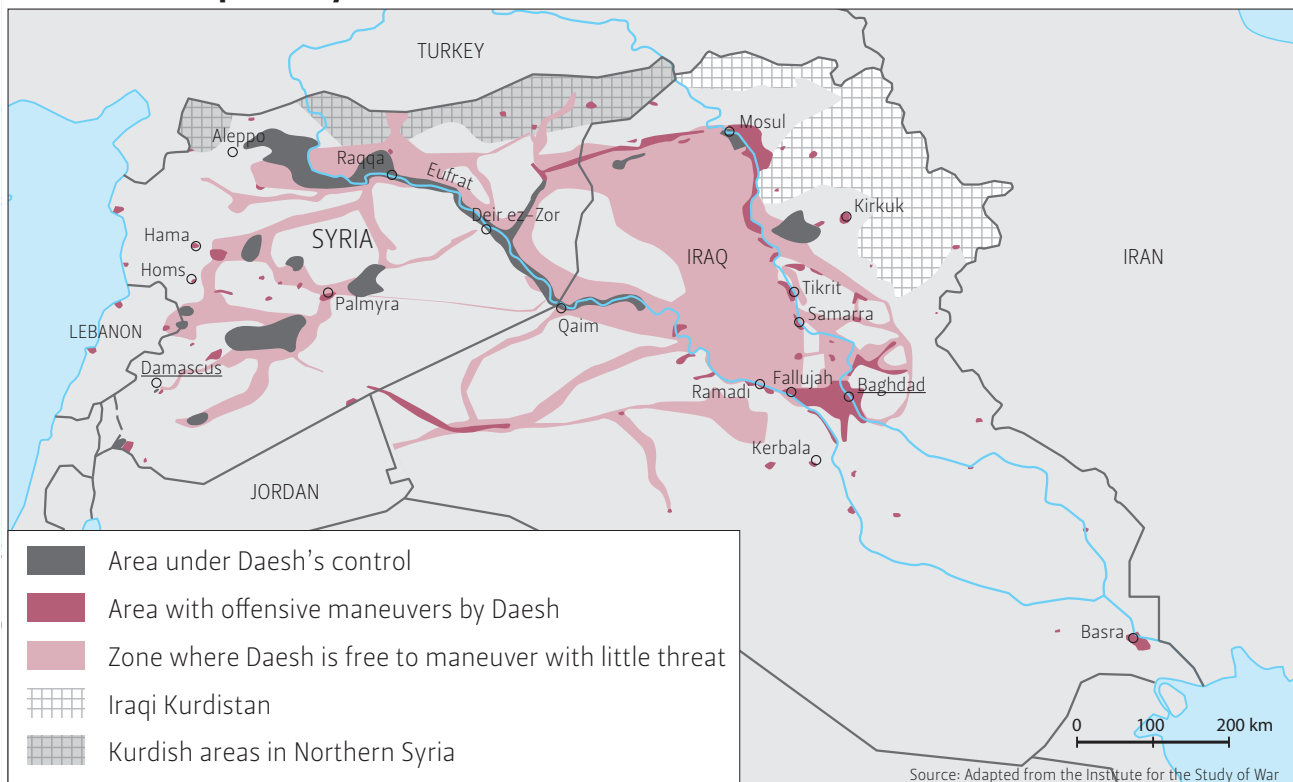 TURKEY
Aleppo
Mosul
Raqqa
Eufrat
Deir ez-Zor
Kirkuk
Hama
SYRIA
IRAQ
IRAN
Homs
Palmyra
Tikrit
Qaim
Samarra
LEBANON
Damascus
Ramadi
Fallujah
Baghdad
Kerbala
JORDAN
Area under Daesh's control
Area with offensive maneuvers by Daesh
Zone where Daesh is free to maneuver with little threat
Iraqi Kurdistan
Kurdish areas in Northern Syria
Basra
0 100 200 km
Source: Adapted from the Institute for the Study of War